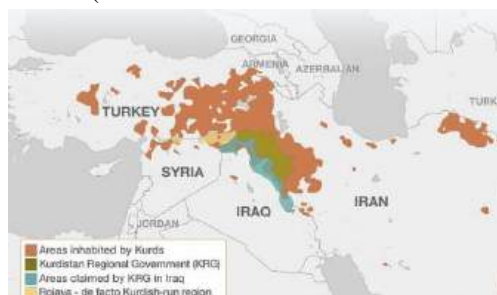 (
GEORGIA
ARMENIA
AZERBAIJAN
TURKEY
TURK
SYRIA
IRAQ
IRAN
JORDAN
Areas inhabited by Kurds
Kurdistan Regional Government (KRG)
Areas claimed by KRG in Iraq
Rojava - de facto Kurdish-run region